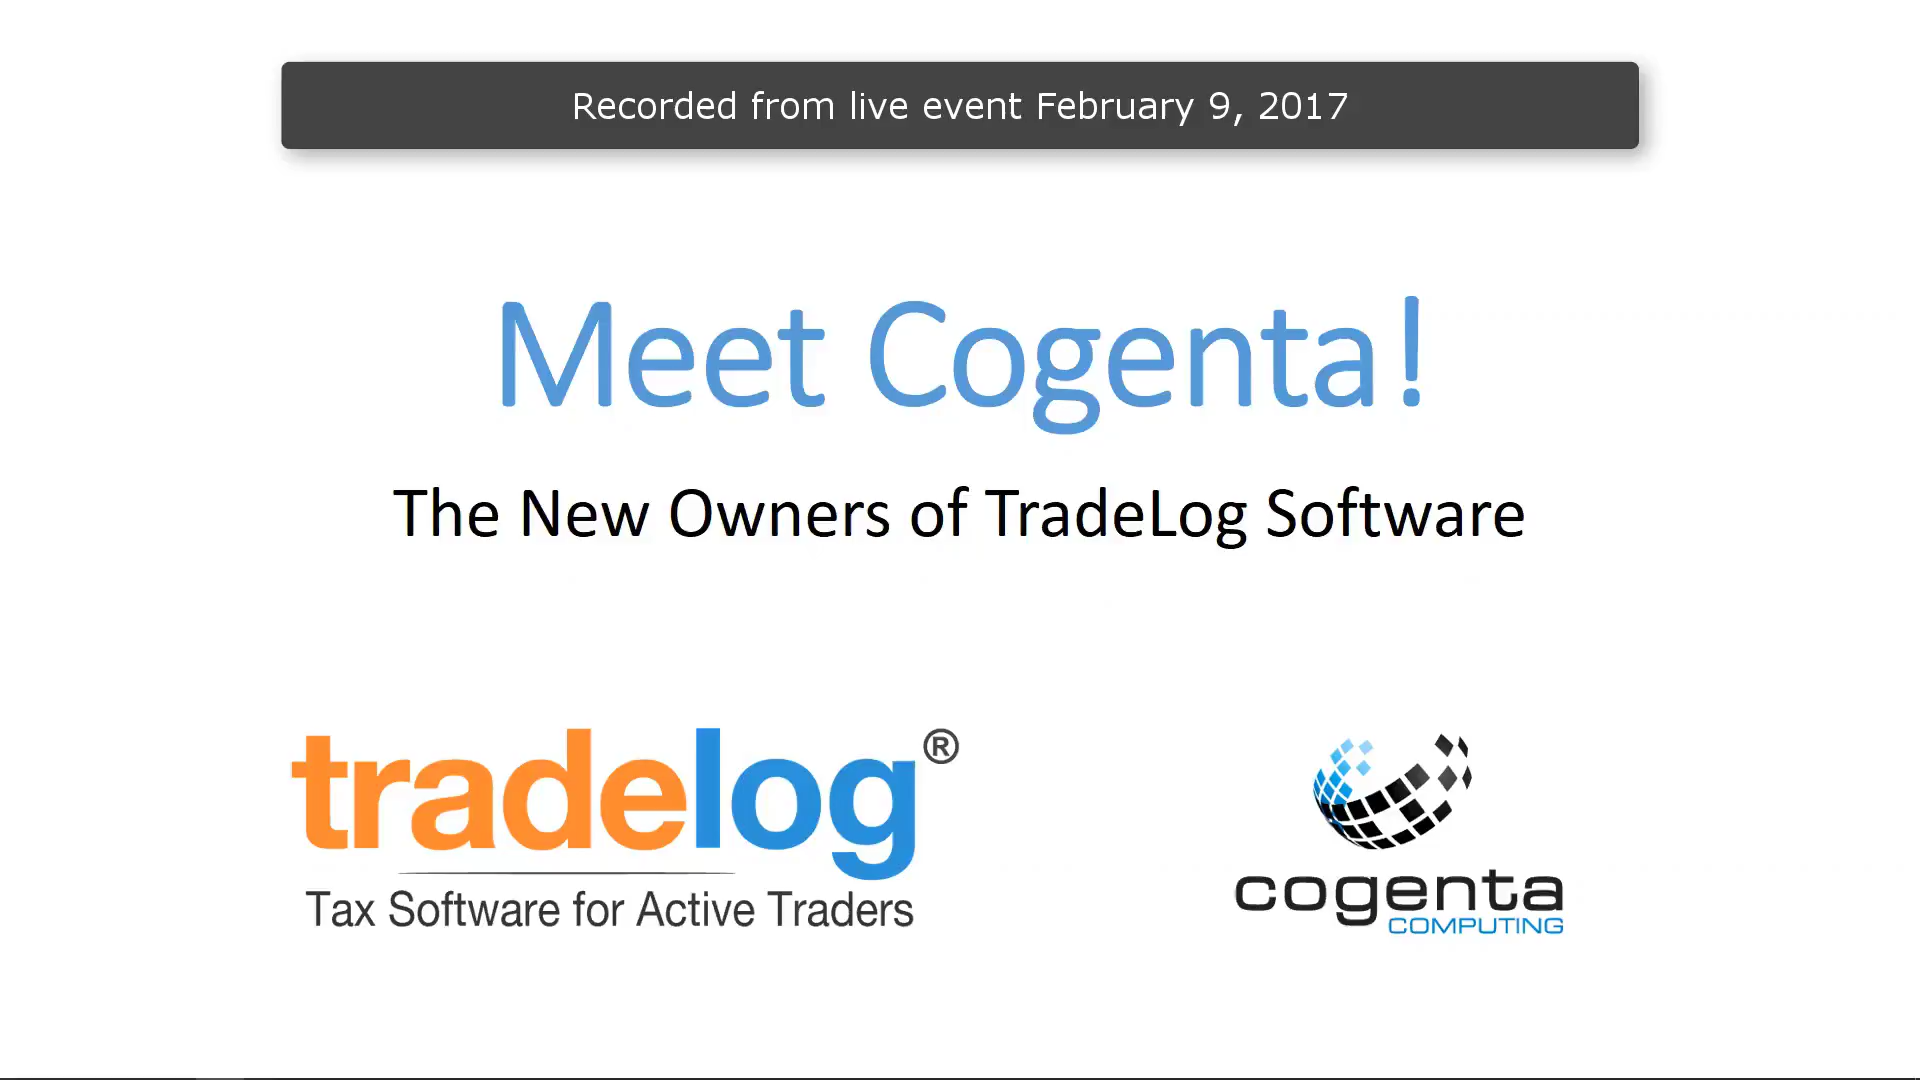 Recorded from live event February 9, 2017
Meet Cogenta!
The New Owners of TradeLog Software
tradelog®
Tax Software for Active Traders
cogenta
COMPUTING